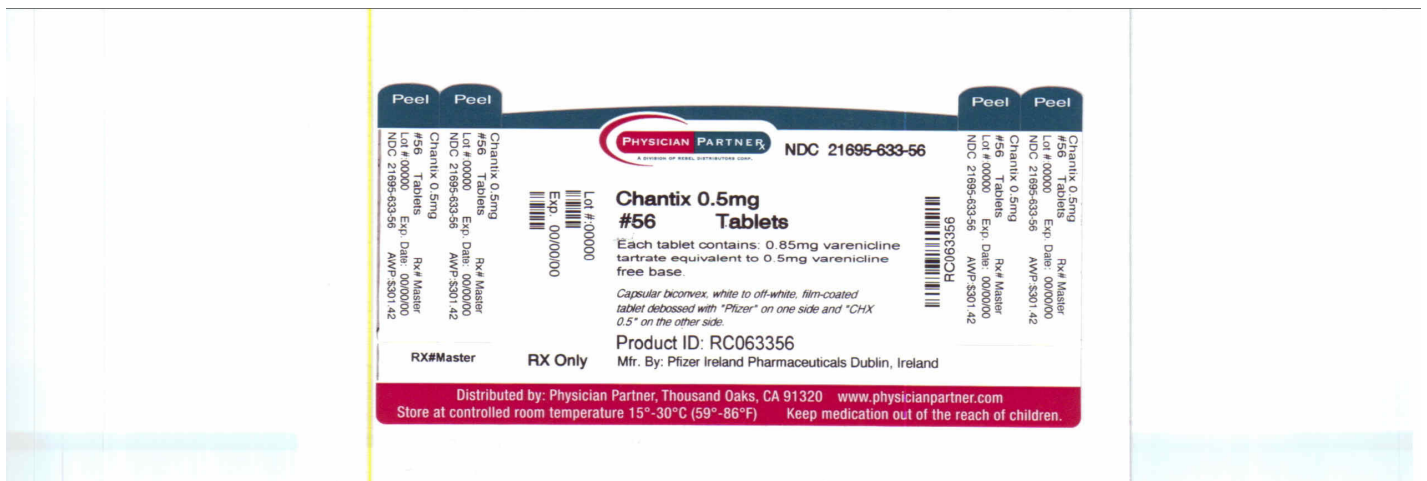 Peel Peel
Chantix 0.5mg
#56 Tablets Rx# Master
Lot #:00000 Exp. Date: 00/00/00
NDC 21695-633-56 AWP:$301.42
Chantix 0.5mg
#56 Tablets Rx# Master
Lot #:00000 Exp. Date: 00/00/00
NDC 21695-633-56 AWP:$301.42
RX#Master
Lot #:00000
Exp. 00/00/00
RX Only
PHYSICIAN PARTNER
A DIVISION OF REBEL DISTRIBUTORS CORP.
NDC 21695-633-56
Chantix 0.5mg
#56 Tablets
Each tablet contains: 0.85mg varenicline
tartrate equivalent to 0.5mg varenicline
free base.
Capsular biconvex, white to off-white, film-coated
tablet debossed with "Pfizer" on one side and "CHX
0.5" on the other side.
Product ID: RC063356
Mfr. By: Pfizer Ireland Pharmaceuticals Dublin, Ireland
RC063356
Peel Peel
Chantix 0.5mg
#56 Tablets Rx# Master
Lot #:00000 Exp. Date: 00/00/00
NDC 21695-633-56 AWP:$301.42
Chantix 0.5mg
#56 Tablets Rx# Master
Lot #:00000 Exp. Date: 00/00/00
NDC 21695-633-56 AWP:$301.42
Distributed by: Physician Partner, Thousand Oaks, CA 91320 www.physicianpartner.com
Store at controlled room temperature 15°-30°C (59°-86°F) Keep medication out of the reach of children.